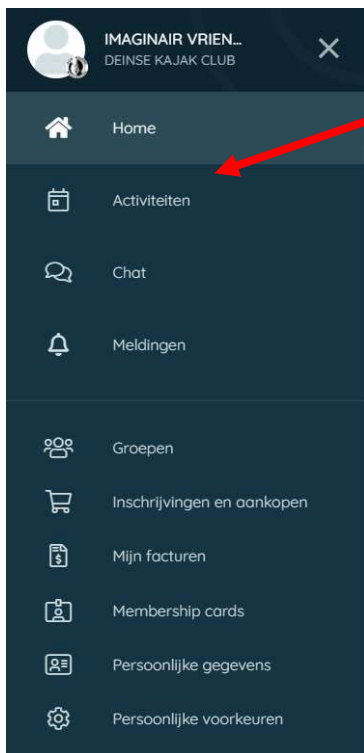 IMAGINAIR VRIEN...
DEINSE KAJAK CLUB
Home
Activiteiten
Chat
Meldingen
Groepen
Inschrijvingen en aankopen
Mijn facturen
Membership cards
Persoonlijke gegevens
Persoonlijke voorkeuren